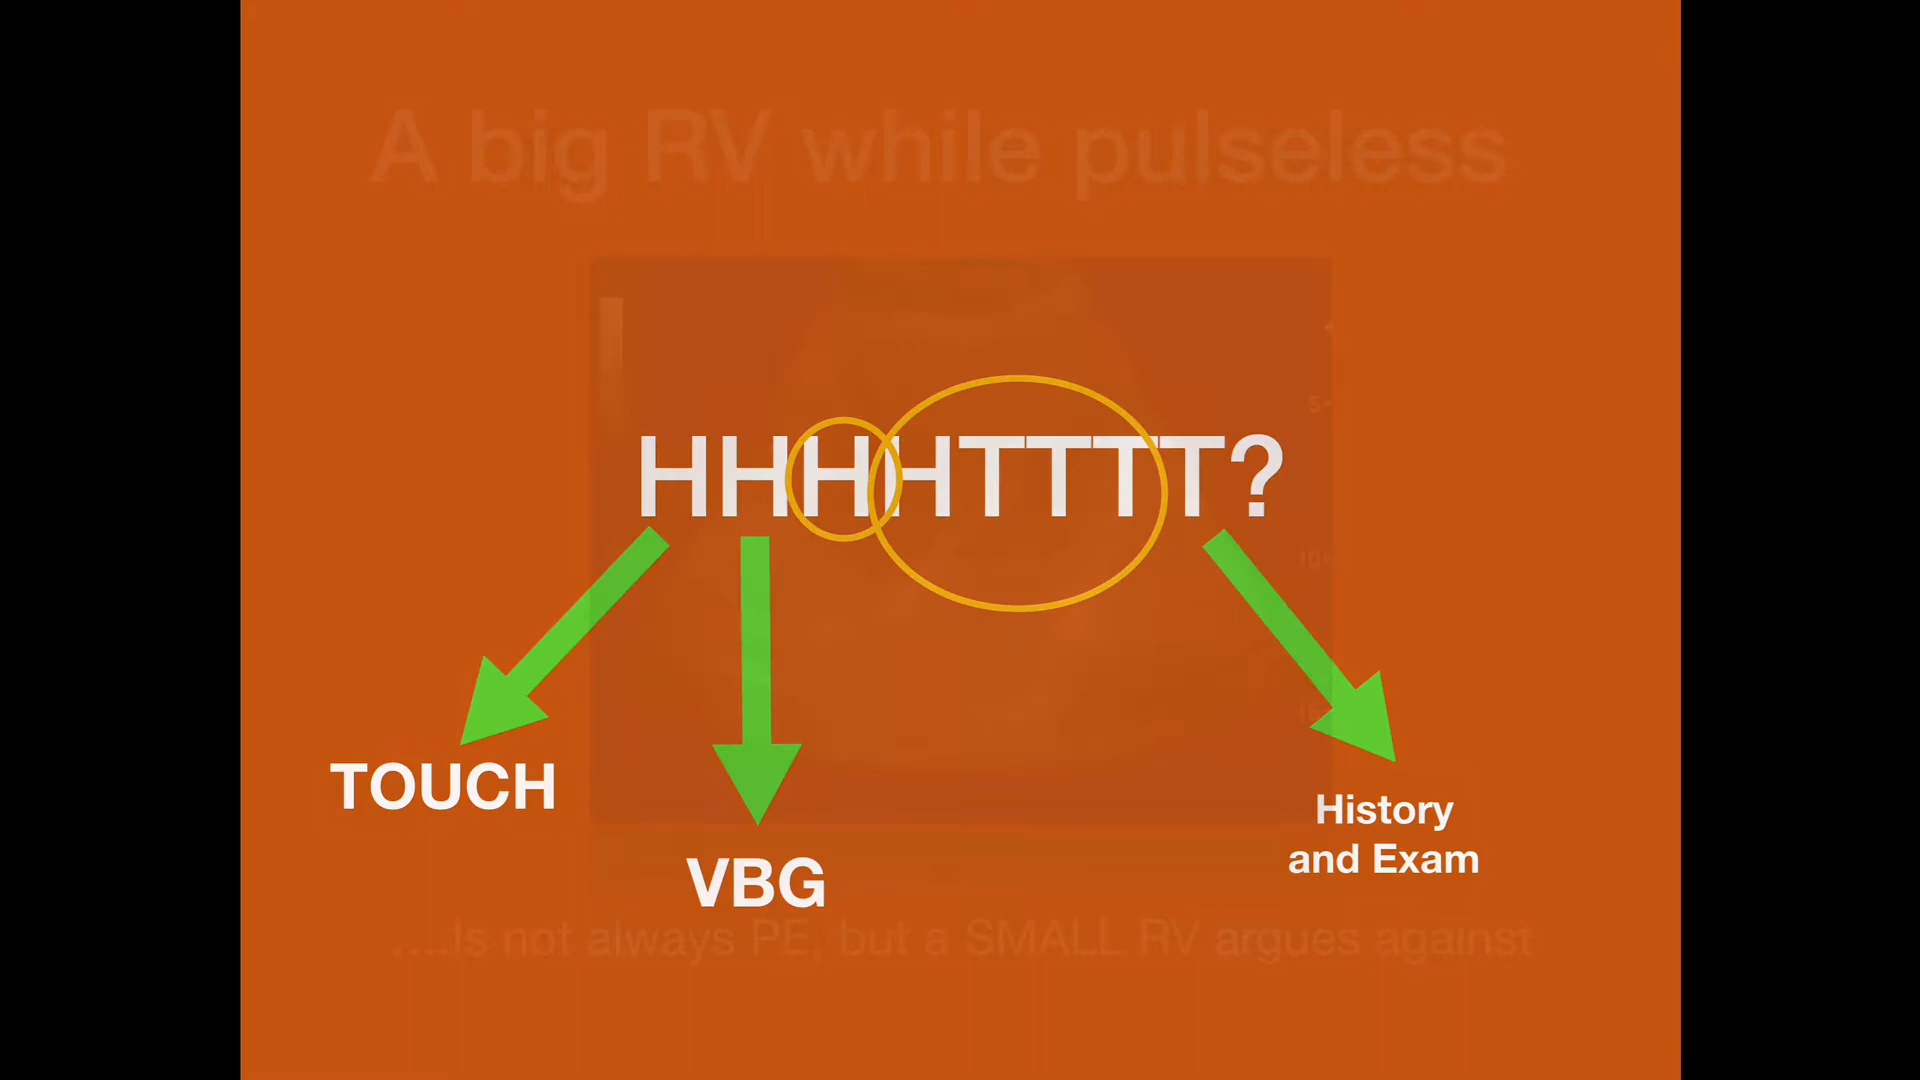 A big RV while pulseless
HHHHTTTT?
TOUCH
VBG
History
and Exam
....Is not always PE, but a SMALL RV argues against